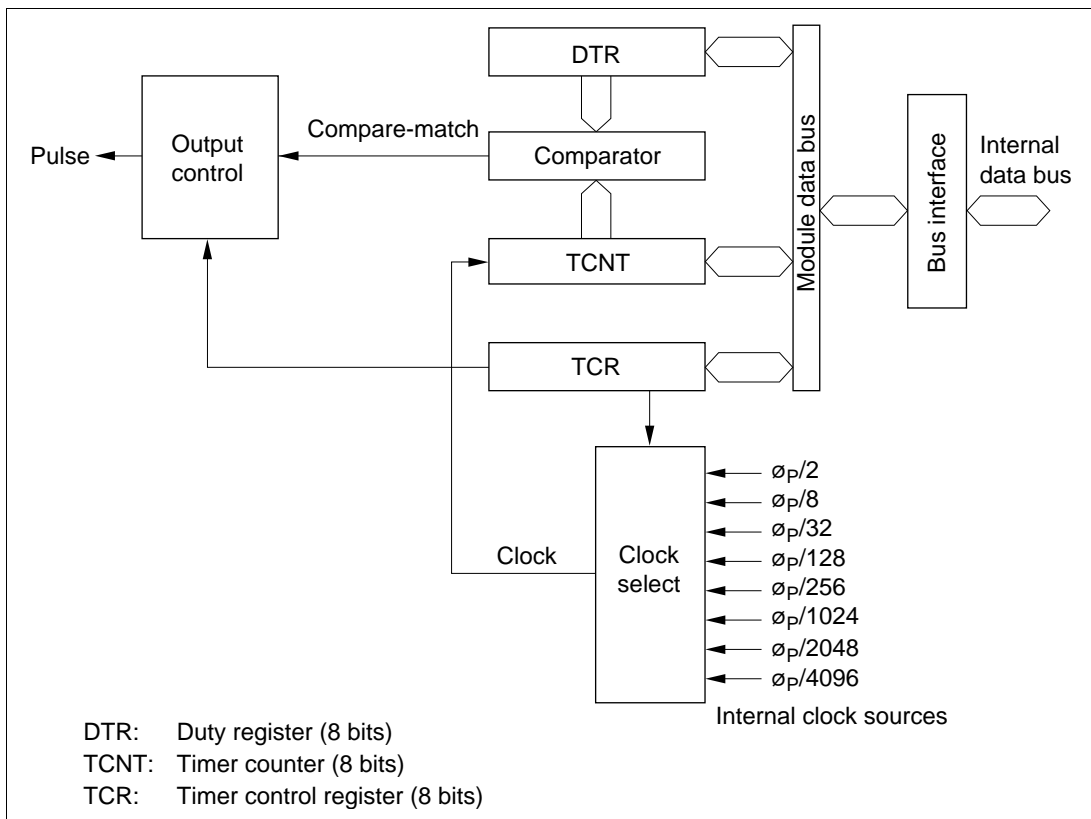 DTR
Compare-match
Pulse
Output
control
Comparator
TCNT
TCR
Module data bus
Bus interface
Internal
data bus
Clock
Clock
select
øP/2
øP/8
øP/32
øP/128
øP/256
øP/1024
øP/2048
øP/4096
Internal clock sources
DTR: Duty register (8 bits)
TCNT: Timer counter (8 bits)
TCR: Timer control register (8 bits)